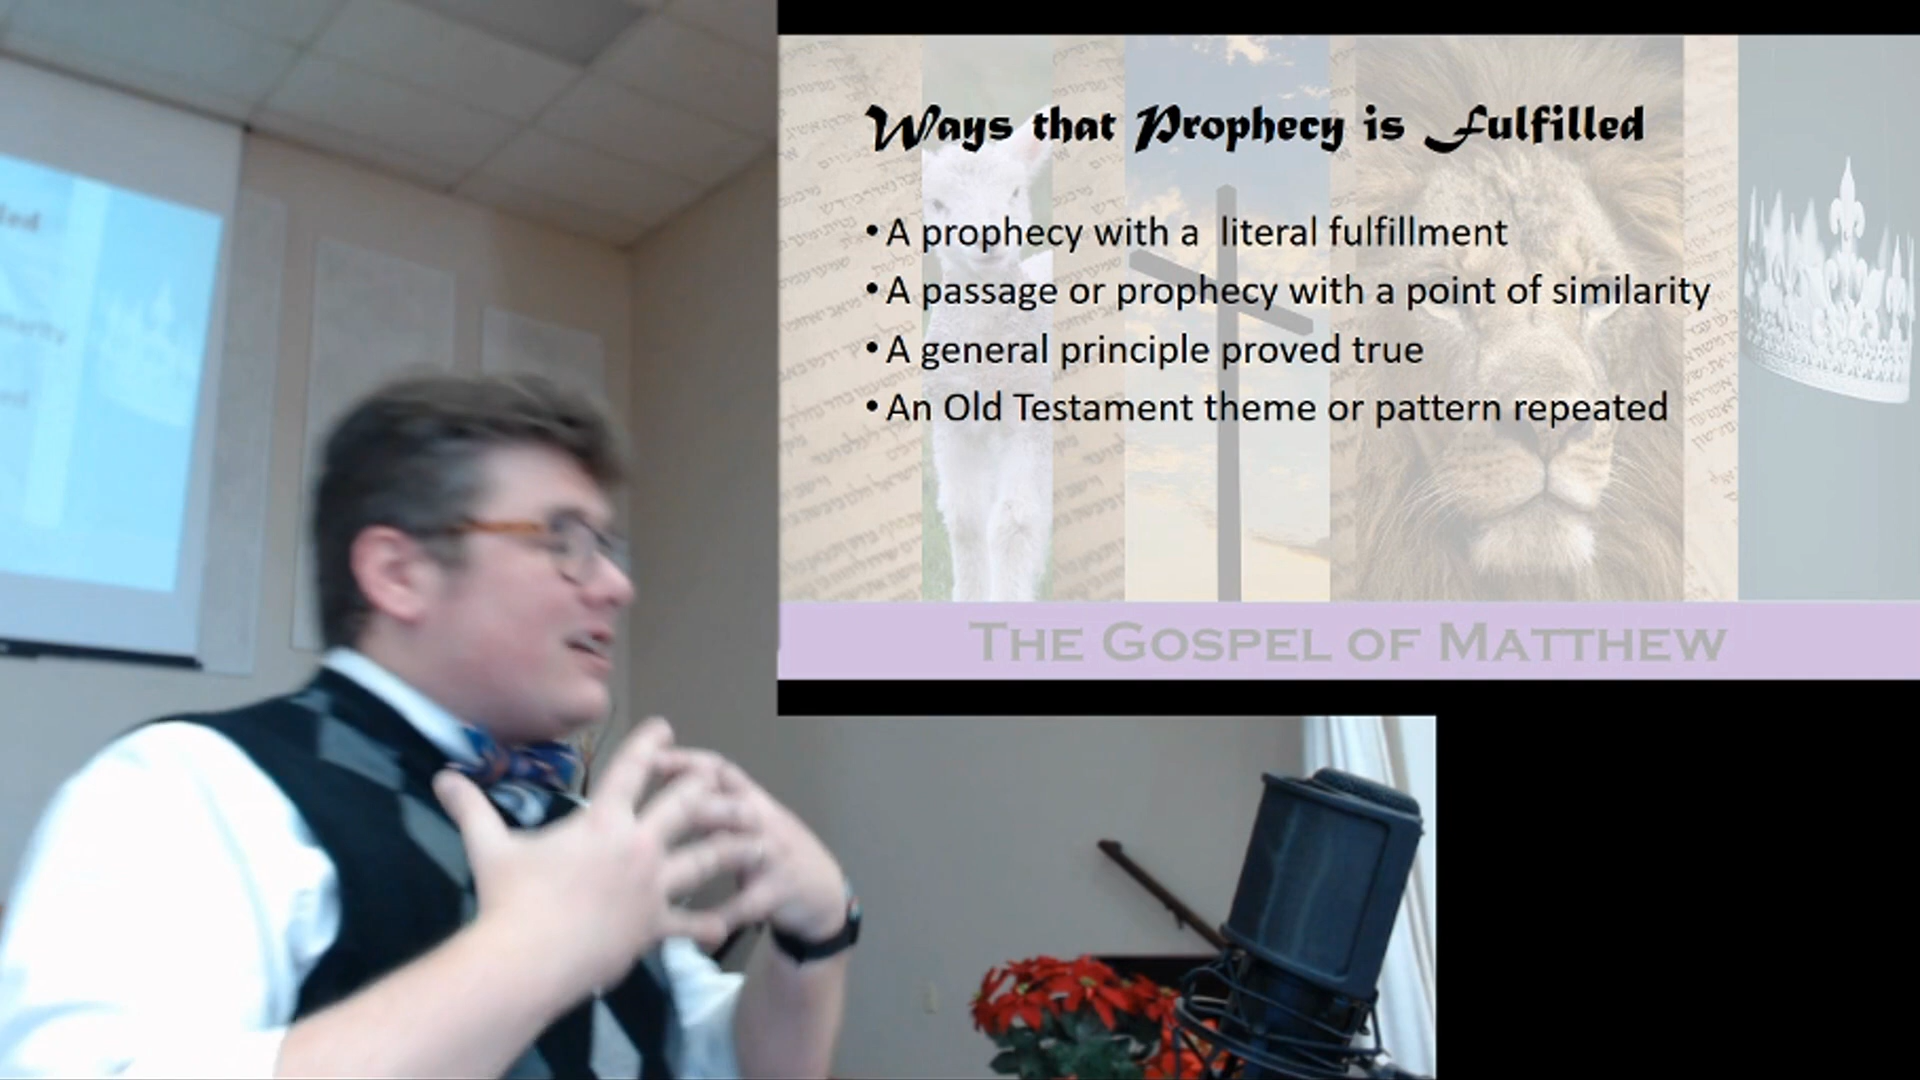 Ways that Prophecy is Fulfilled
• A prophecy with a literal fulfillment
• A passage or prophecy with a point of similarity
• A general principle proved true
• An Old Testament theme or pattern repeated
THE GOSPEL OF MATTHEW